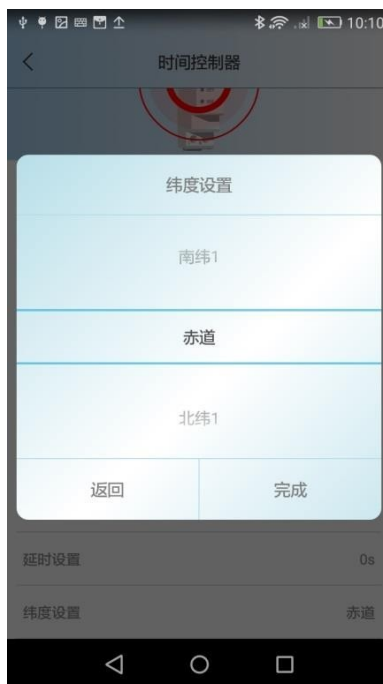 10:10
时间控制器
纬度设置
南纬1
赤道
北纬1
返回 完成
延时设置 0s
纬度设置 赤道